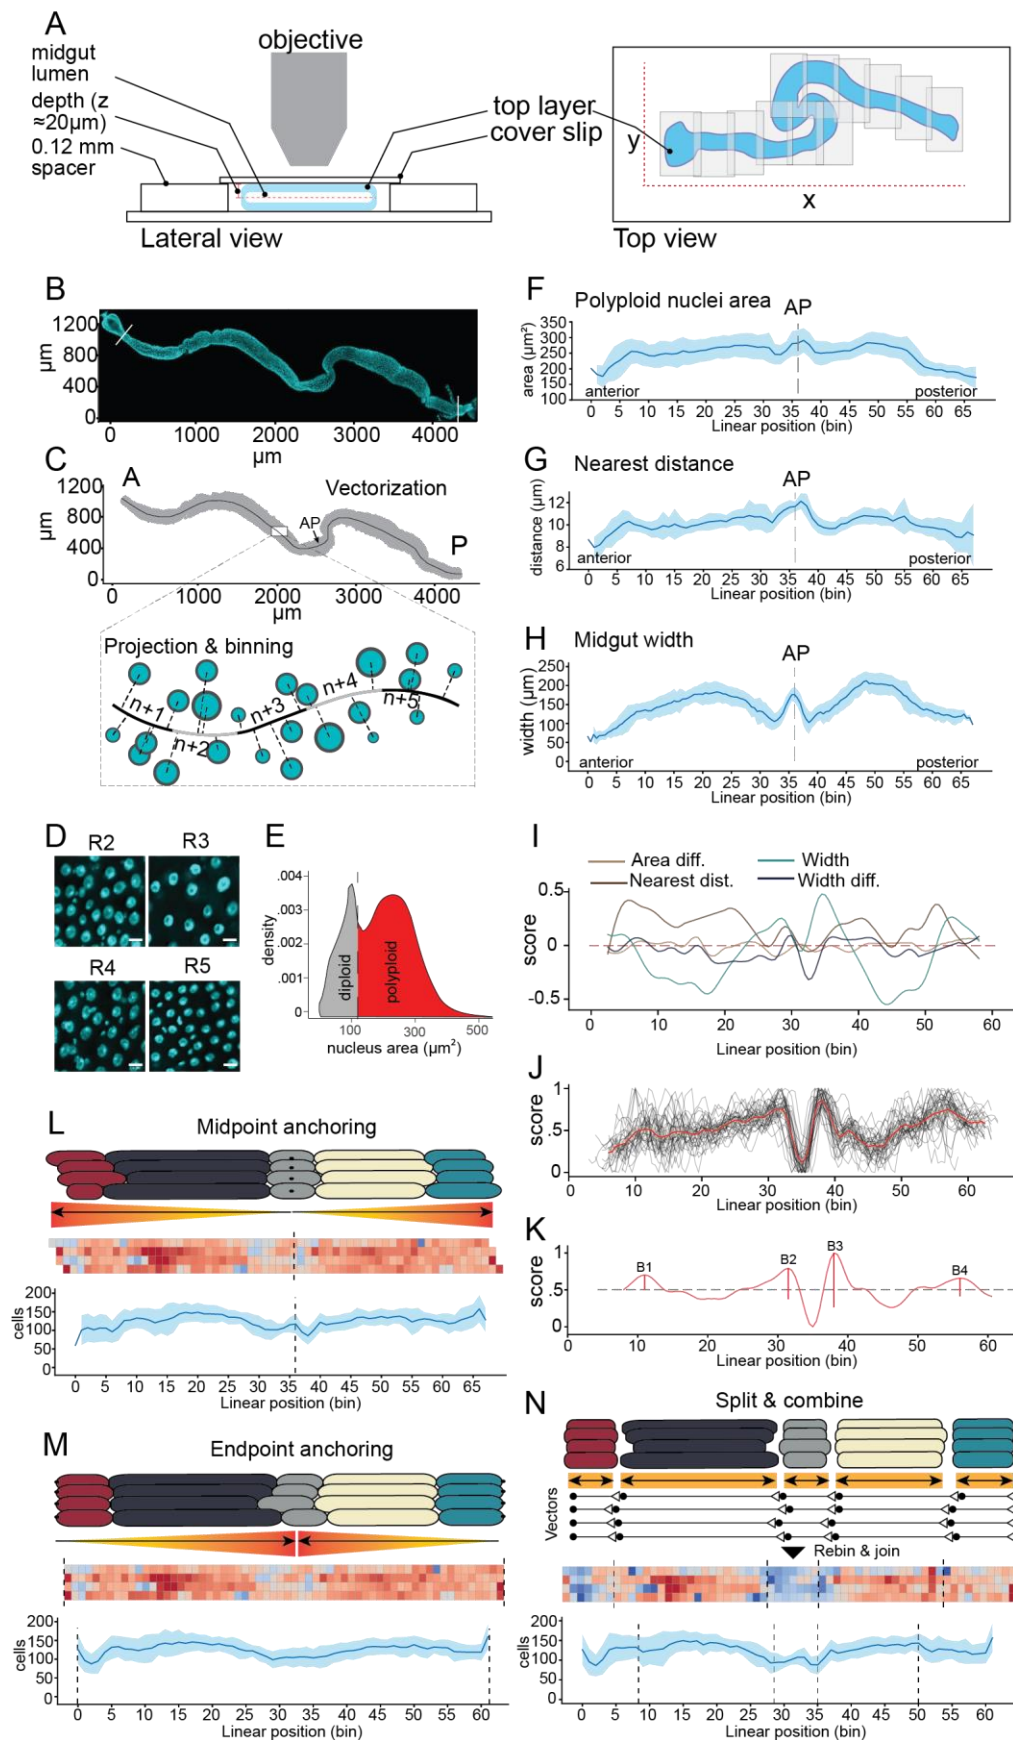 A
objective
midgut
lumen
depth (z
≈20µm)
0.12 mm
spacer
top layer
cover slip
Lateral view
y
x
Top view
B
1200
800
400
0
µm
0 1000 2000 3000 4000
µm
C
1200
800
400
0
µm
A
Vectorization
AP
P
0 1000 2000 3000 4000
µm
Projection & binning
n+1
n+2
n+3
n+4
n+5
D
R2 R3
R4 R5
E
.004
.003
.002
.001
0
density
diploid
polyploid
100 300 500
nucleus area (µm²)
F
Polyploid nuclei area
AP
350
300
250
200
150
100
area (µm²)
anterior posterior
0 5 10 15 20 25 30 35 40 45 50 55 60 65
Linear position (bin)
G
Nearest distance
AP
12
10
8
6
distance (µm)
anterior posterior
0 5 10 15 20 25 30 35 40 45 50 55 60 65
Linear position (bin)
H
Midgut width
AP
250
200
150
100
50
0
width (µm)
anterior posterior
0 5 10 15 20 25 30 35 40 45 50 55 60 65
Linear position (bin)
I
Area diff. Width
Nearest dist. Width diff.
0.5
0
-0.5
score
0 10 20 30 40 50 60
Linear position (bin)
J
1
.5
0
score
0 10 20 30 40 50 60
Linear position (bin)
K
1
.5
0
score
B1 B2 B3 B4
0 10 20 30 40 50 60
Linear position (bin)
L
Midpoint anchoring
200
150
100
50
0
cells
0 5 10 15 20 25 30 35 40 45 50 55 60 65
Linear position (bin)
M
Endpoint anchoring
200
150
100
50
0
cells
0 5 10 15 20 25 30 35 40 45 50 55 60
Linear position (bin)
N
Split & combine
Vectors
Rebin & join
200
150
100
50
0
cells
0 5 10 15 20 25 30 35 40 45 50 55 60
Linear position (bin)